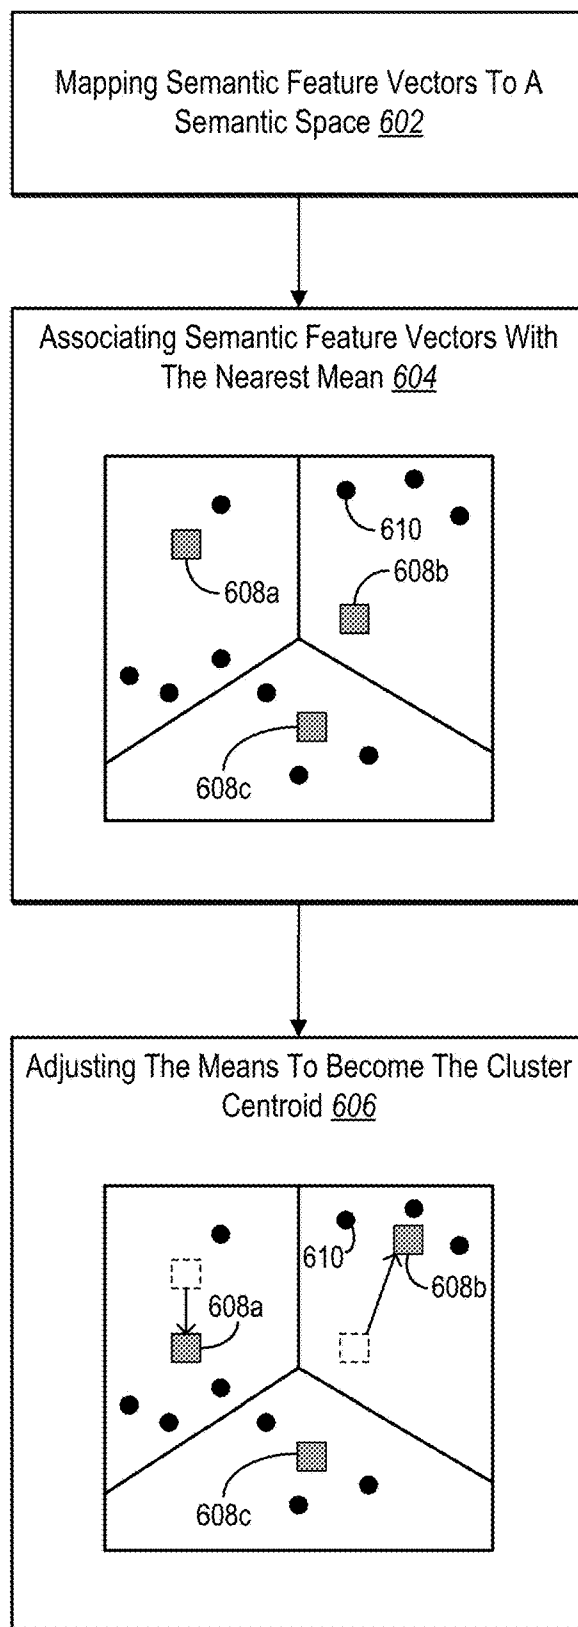 Mapping Semantic Feature Vectors To A
Semantic Space 602
Associating Semantic Feature Vectors With
The Nearest Mean 604
610
608a
608b
608c
Adjusting The Means To Become The Cluster
Centroid 606
610
608b
608a
608c